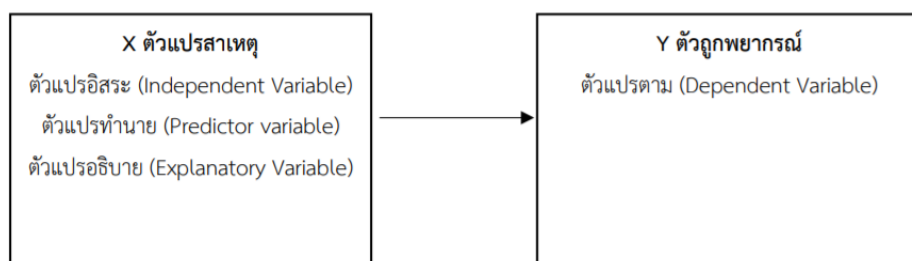 X ตัวแปรสาเหตุ
ตัวแปรอิสระ (Independent Variable)
ตัวแปรทำนาย (Predictor variable)
ตัวแปรอธิบาย (Explanatory Variable)
Y ตัวถูกพยากรณ์
ตัวแปรตาม (Dependent Variable)